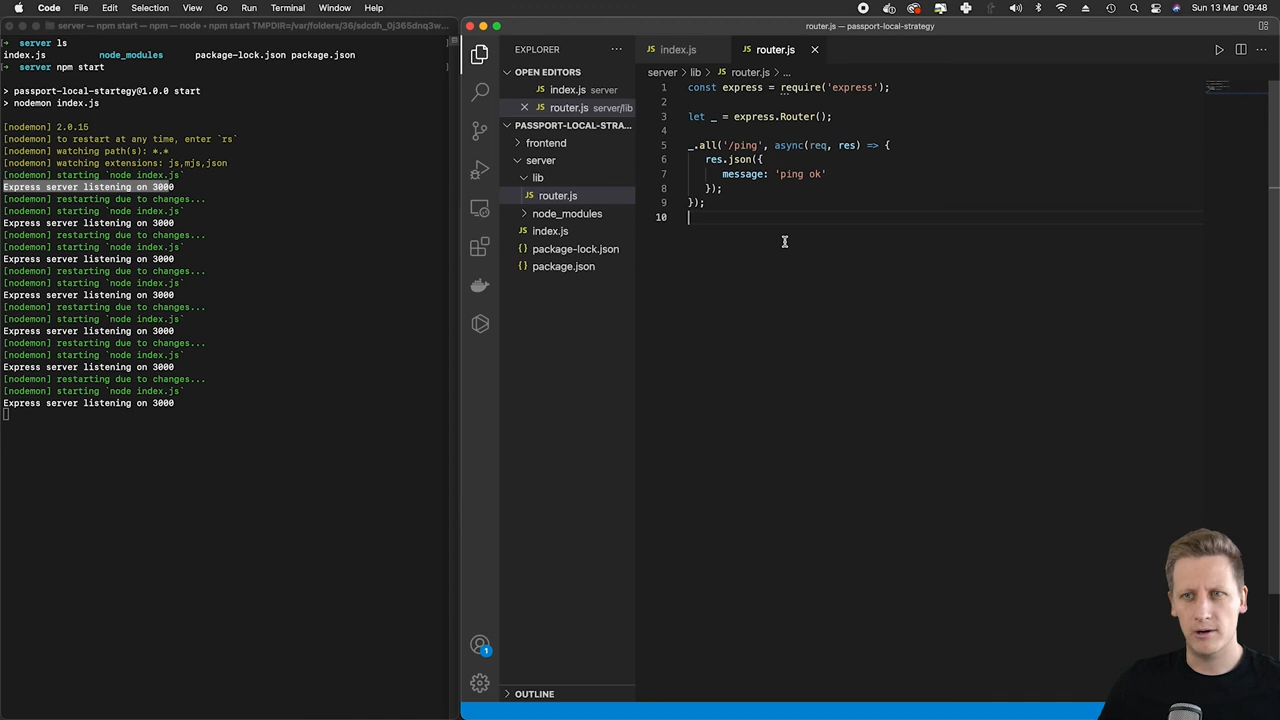 Code File Edit Selection View Go Run Terminal Window Help
Sun 13 Mar 09:48
server — npm start — npm — node ‹ npm start TMPDIR=/var/folders/36/sdcdh_0j365dnq3w...
server ls
index.js node_modules package-lock.json package.json
server npm start
> passport-local-startegy@1.0.0 start
> nodemon index.js
[nodemon] 2.0.15
[nodemon] to restart at any time, enter `rs`
[nodemon] watching path(s): *.*
[nodemon] watching extensions: js,mjs,json
[nodemon] starting `node index.js`
Express server listening on 3000
[nodemon] restarting due to changes...
[nodemon] starting `node index.js`
Express server listening on 3000
[nodemon] restarting due to changes...
[nodemon] starting `node index.js`
Express server listening on 3000
[nodemon] restarting due to changes...
[nodemon] starting `node index.js`
Express server listening on 3000
[nodemon] restarting due to changes...
[nodemon] starting `node index.js`
Express server listening on 3000
[nodemon] restarting due to changes...
[nodemon] starting `node index.js`
Express server listening on 3000
[nodemon] restarting due to changes...
[nodemon] starting `node index.js`
Express server listening on 3000
router.js — passport-local-strategy
EXPLORER
OPEN EDITORS
index.js server
router.js server/lib
PASSPORT-LOCAL-STRA...
frontend
server
lib
JS router.js
node_modules
JS index.js
{} package-lock.json
{} package.json
1
OUTLINE
index.js
JS router.js
server > lib > JS router.js > ...
1 const express = require('express');
2
3 let _ = express.Router();
4
5 _.all('/ping', async(req, res) => {
6 res.json({
7 message: 'ping ok'
8 });
9 });
10